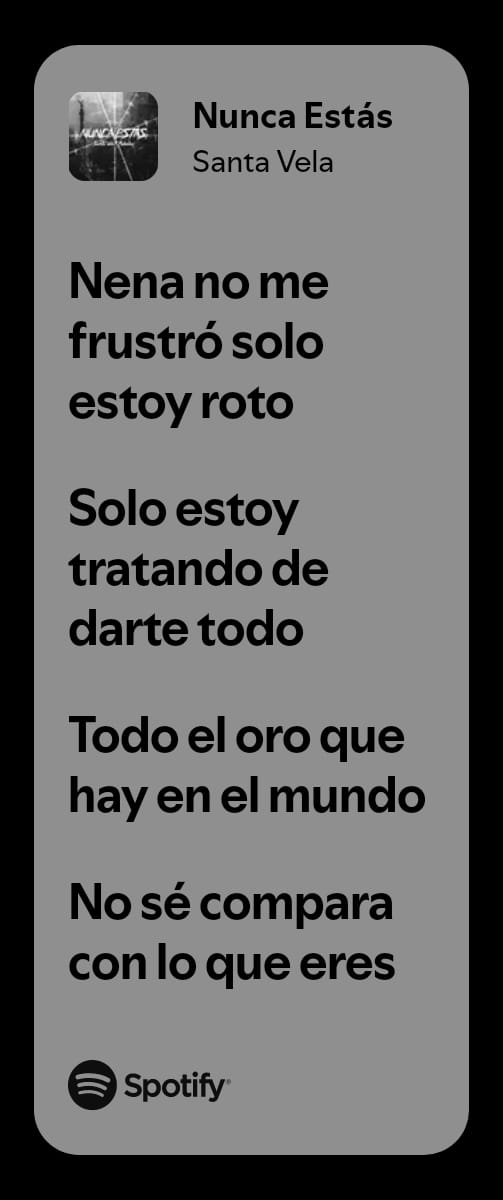 NUNCA ESTÁS
Nunca Estás
Santa Vela
Nena no me
frustró solo
estoy roto
Solo estoy
tratando de
darte todo
Todo el oro que
hay en el mundo
No sé compara
con lo que eres
Spotify®